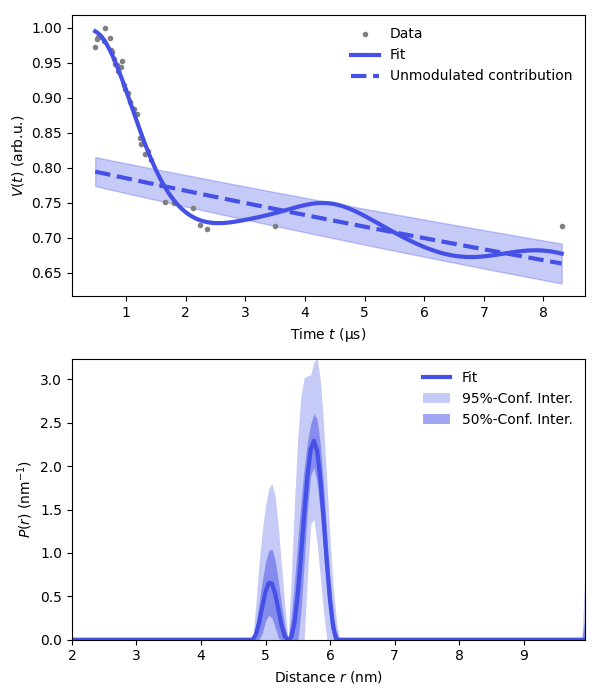 1.00
0.95
0.90
0.85
0.80
0.75
0.70
0.65
V(t) (arb.u.)
Data
Fit
Unmodulated contribution
1 2 3 4 5 6 7 8
Time t (μs)
3.0
2.5
2.0
1.5
1.0
0.5
0.0
P(r) (nm⁻¹)
Fit
95%-Conf. Inter.
50%-Conf. Inter.
2 3 4 5 6 7 8 9
Distance r (nm)